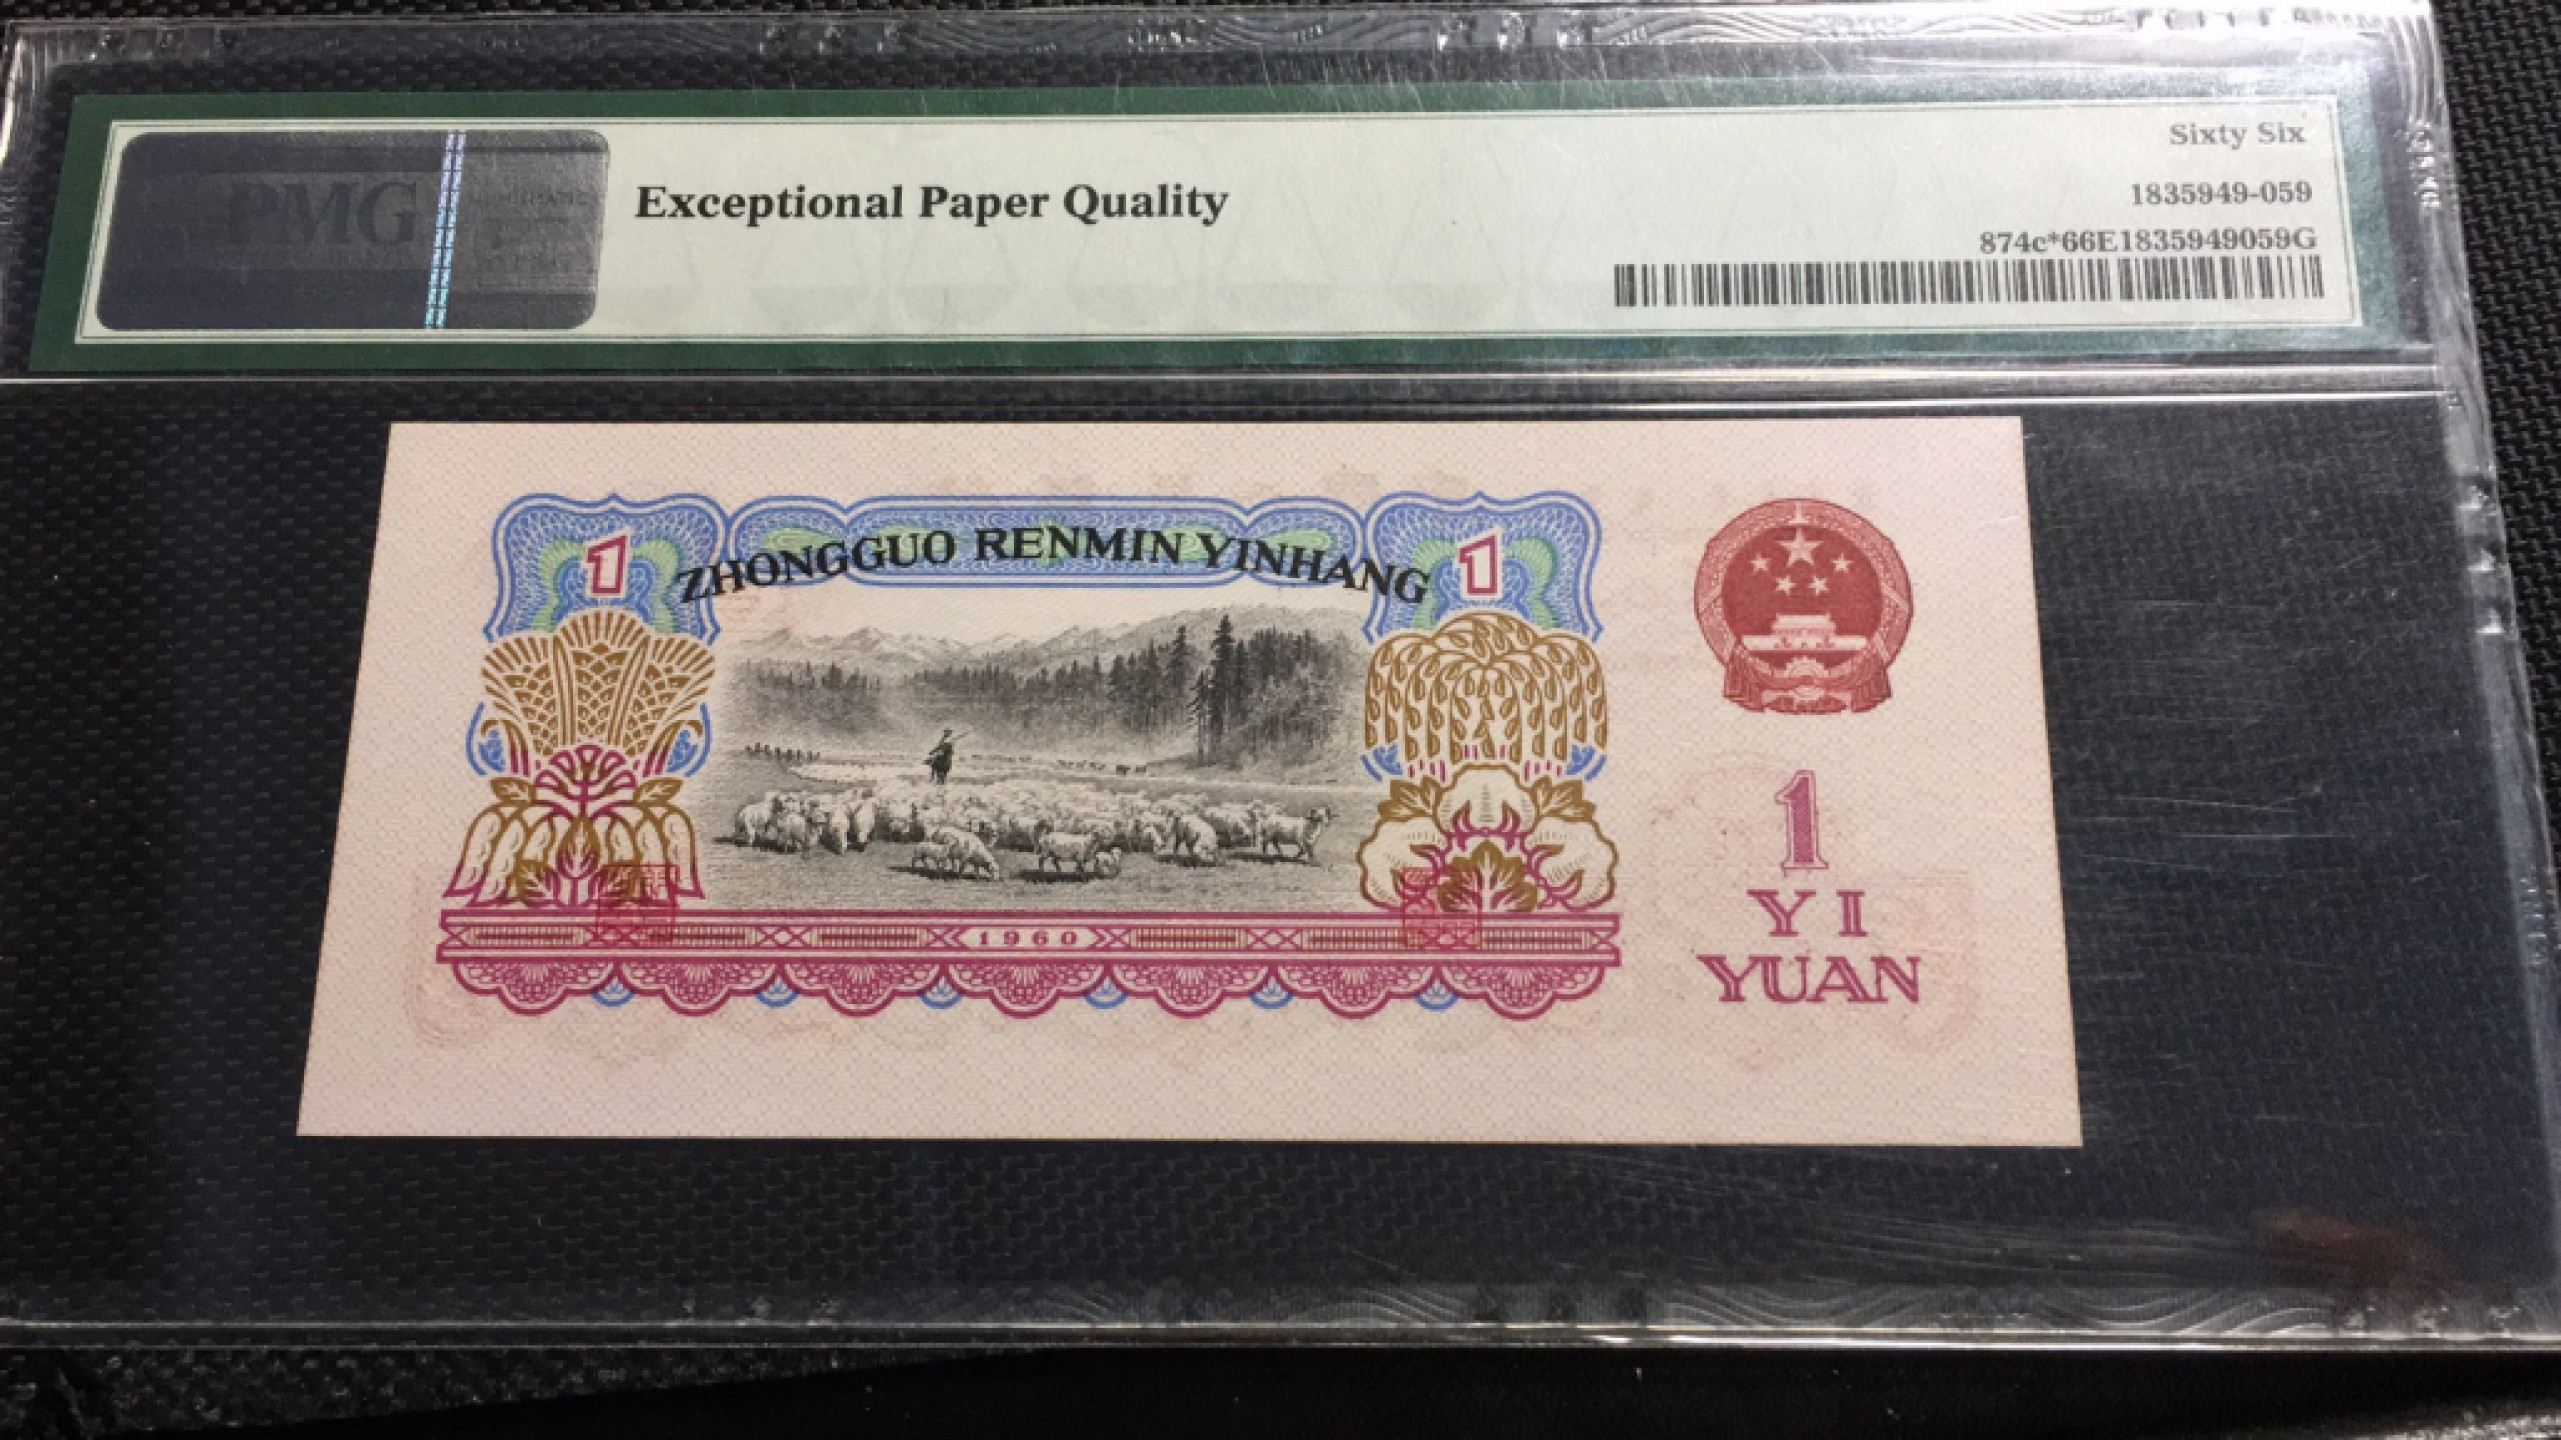 PMG
Exceptional Paper Quality
Sixty Six
1835949-059
874c*66E1835949059G
1
ZHONGGUO RENMIN YINHANG
1
1
YI
YUAN
1960